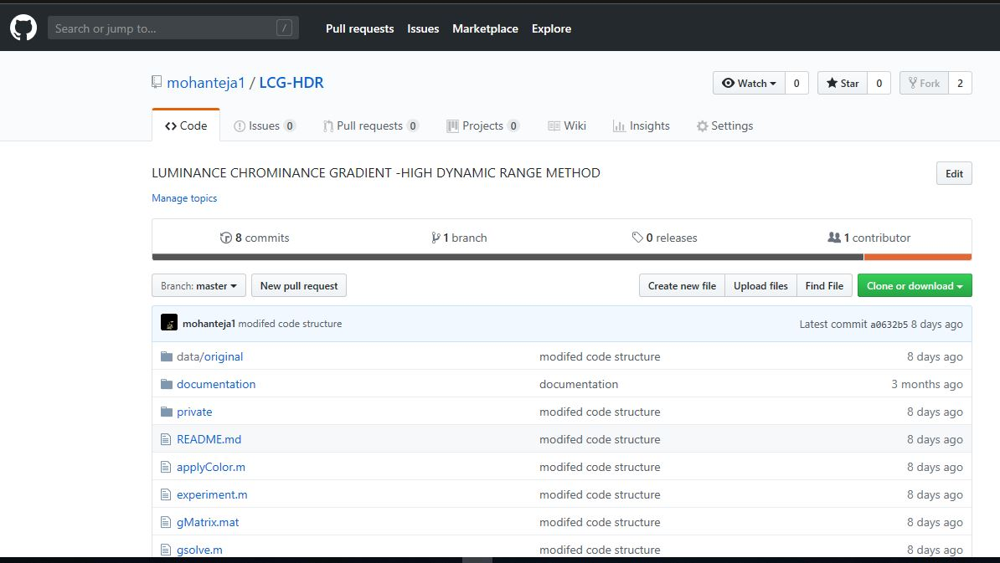 Search or jump to... / Pull requests Issues Marketplace Explore
mohanteja1 / LCG-HDR Watch 0 Star 0 Fork 2
Code Issues 0 Pull requests 0 Projects 0 Wiki Insights Settings
LUMINANCE CHROMINANCE GRADIENT -HIGH DYNAMIC RANGE METHOD Edit
Manage topics
8 commits 1 branch 0 releases 1 contributor
Branch: master New pull request Create new file Upload files Find File Clone or download
mohanteja1 modifed code structure Latest commit a0632b5 8 days ago
data/original modifed code structure 8 days ago
documentation documentation 3 months ago
private modifed code structure 8 days ago
README.md modifed code structure 8 days ago
applyColor.m modifed code structure 8 days ago
experiment.m modifed code structure 8 days ago
gMatrix.mat modifed code structure 8 days ago
gsolve.m modifed code structure 8 days ago